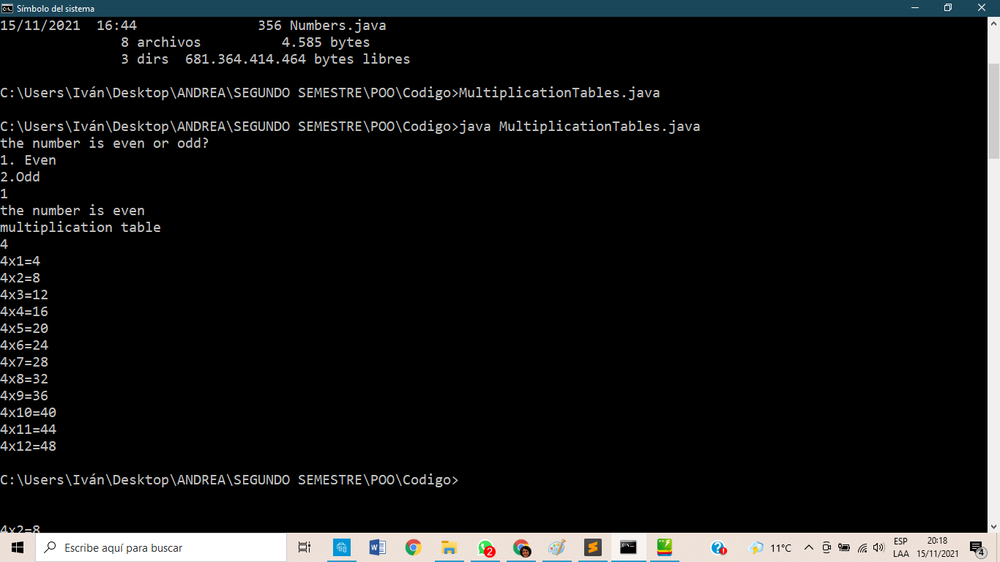 Símbolo del sistema
15/11/2021  16:44               356 Numbers.java
               8 archivos          4.585 bytes
               3 dirs  681.364.414.464 bytes libres
C:\Users\Iván\Desktop\ANDREA\SEGUNDO SEMESTRE\POO\Codigo>MultiplicationTables.java
C:\Users\Iván\Desktop\ANDREA\SEGUNDO SEMESTRE\POO\Codigo>java MultiplicationTables.java
the number is even or odd?
1. Even
2.Odd
1
the number is even
multiplication table
4
4x1=4
4x2=8
4x3=12
4x4=16
4x5=20
4x6=24
4x7=28
4x8=32
4x9=36
4x10=40
4x11=44
4x12=48
C:\Users\Iván\Desktop\ANDREA\SEGUNDO SEMESTRE\POO\Codigo>
4x2=8
Escribe aquí para buscar
2
11°C
ESP
LAA
20:18
15/11/2021
4